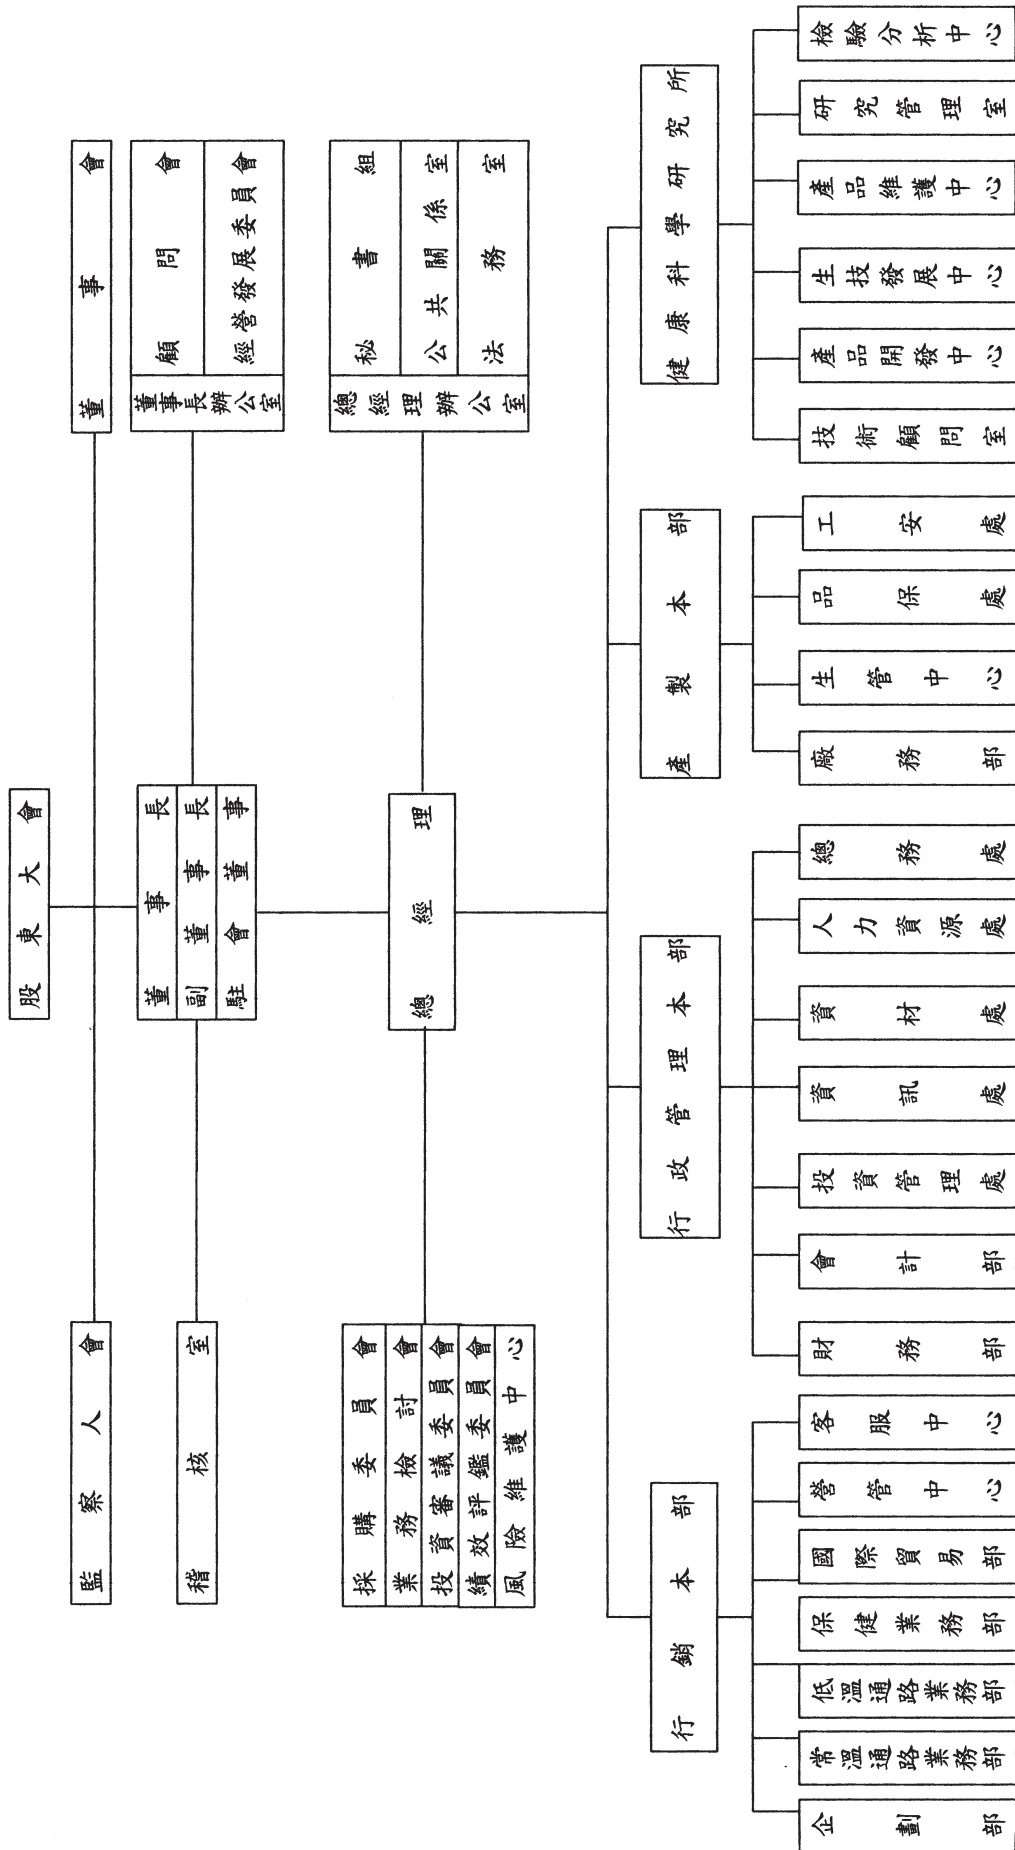 股東大會
監察人會
董事會
稽核室
董事長
副董事長
駐會董事
董事長辦公室
顧問會
經營發展委員會
採購委員會
業務檢討會
投資審議委員會
績效評鑑委員會
風險維護中心
總經理
總經理辦公室
秘書組
公共關係室
法務室
行銷本部
行政管理本部
產製本部
健康科學研究所
企劃部
常溫通路業務部
低溫通路業務部
保健業務部
國際貿易部
營管中心
客服中心
財務部
會計部
投資管理處
資訊處
資材處
人力資源處
總務處
廠務部
生管中心
品保處
工安處
技術顧問室
產品開發中心
生技發展中心
產品維護中心
研究管理室
檢驗分析中心